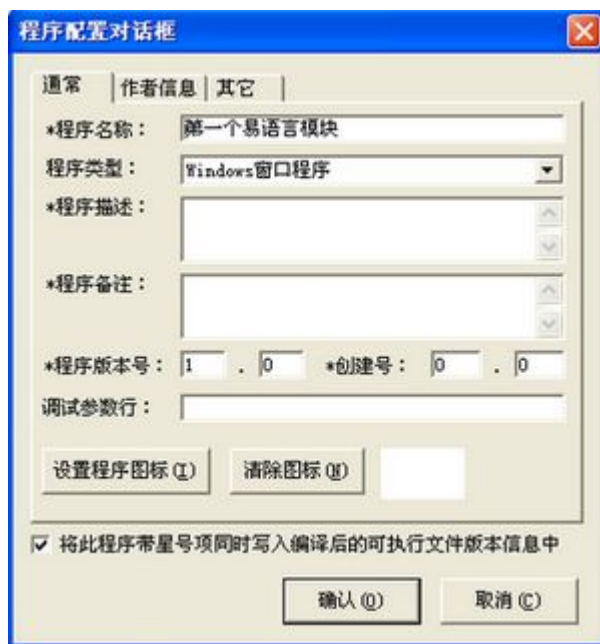 程序配置对话框
通常 作者信息 其它
*程序名称： 第一个易语言模块
程序类型： Windows窗口程序
*程序描述：
*程序备注：
*程序版本号： 1 . 0 *创建号： 0 . 0
调试参数行：
设置程序图标(I) 清除图标(N)
将此程序带星号项同时写入编译后的可执行文件版本信息中
确认(O) 取消(C)